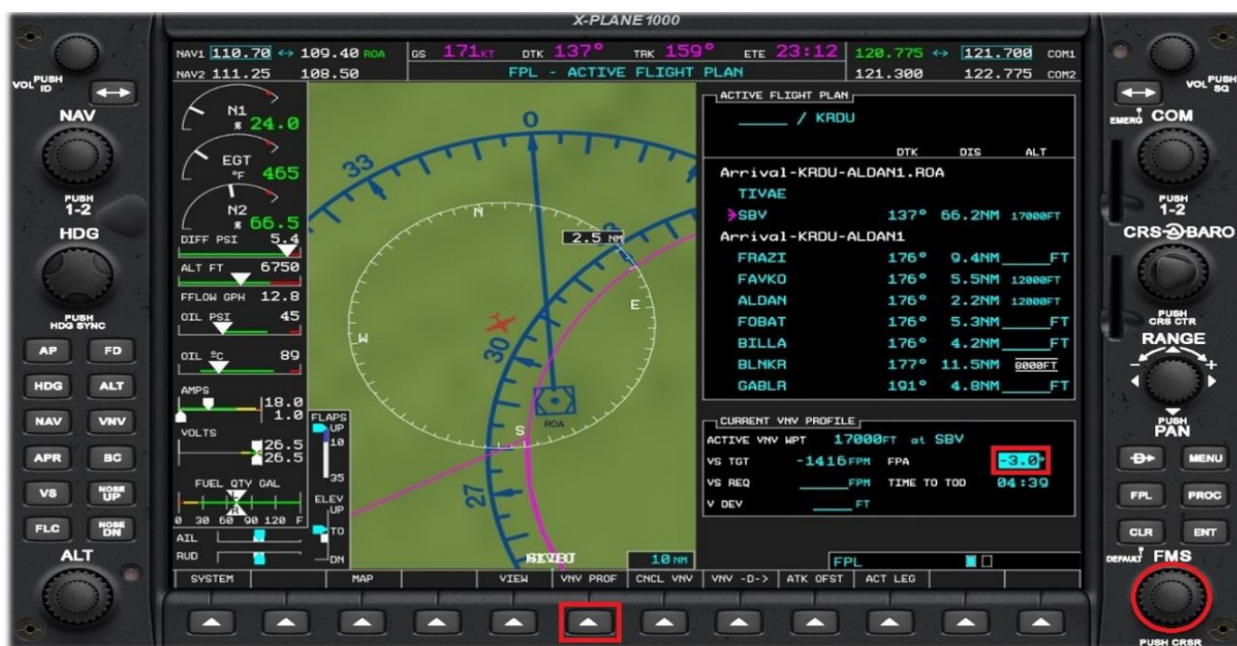 X-PLANE 1000
NAV1 110.70 ↔ 109.40 ROA
NAV2 111.25 108.50
GS 171KT DTK 137° TRK 159° ETE 23:12
FPL - ACTIVE FLIGHT PLAN
120.775 ↔ 121.700 COM1
121.300 122.775 COM2
VOL PUSH ID
NAV
PUSH 1-2
HDG
PUSH HDG SYNC
AP FD
HDG ALT
NAV VNV
APR BC
VS NOSE UP
FLC NOSE DN
ALT
N1 % 24.0
EGT °F 465
N2 % 66.5
DIFF PSI 5.4
ALT FT 6750
FFLOW GPH 12.8
OIL PSI 45
OIL °C 89
AMPS 18.0
1.0
VOLTS 26.5
26.5
FUEL QTY GAL
L
R
0 30 60 90 120 F
AIL
RUD
FLAPS
UP
10
35
ELEV
UP
TO
DN
0
33
3
N
2.5 NM
E
W
30
S
ROA
27
10 NM
ACTIVE FLIGHT PLAN
_____ / KRDU
DTK DIS ALT
Arrival-KRDU-ALDAN1.ROA
TIVAE
SBV 137° 66.2NM 17000FT
Arrival-KRDU-ALDAN1
FRAZI 176° 9.4NM _____FT
FAVKO 176° 5.5NM 12000FT
ALDAN 176° 2.2NM 12000FT
FOBAT 176° 5.3NM _____FT
BILLA 176° 4.2NM _____FT
BLNKR 177° 11.5NM 8000FT
GABLR 191° 4.8NM _____FT
CURRENT VNV PROFILE
ACTIVE VNV WPT 17000FT at SBV
VS TGT -1416FPM FPA -3.0°
VS REQ _____FPM TIME TO TOD 04:39
V DEV _____FT
FPL
SYSTEM MAP VIEW VNV PROF CNCL VNV VNV -D-> ATK OFST ACT LEG
VOL PUSH SQ
EMERG COM
PUSH 1-2
CRS BARO
PUSH CRS CTR
RANGE
- +
PUSH PAN
D MENU
FPL PROC
CLR ENT
DEFAULT FMS
PUSH CRSR